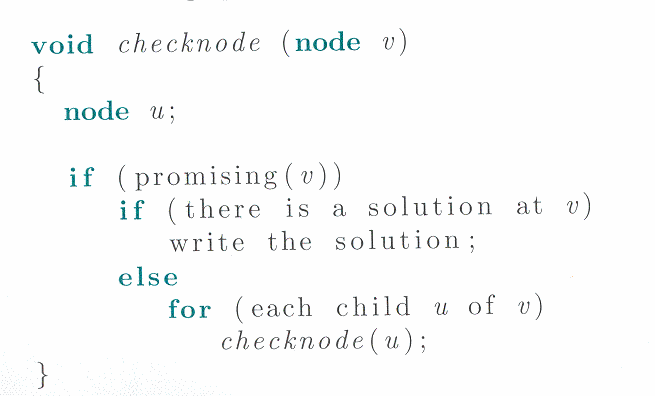 void checknode (node v)
{
node u;
if (promising(v))
if (there is a solution at v)
write the solution;
else
for (each child u of v)
checknode(u);
}